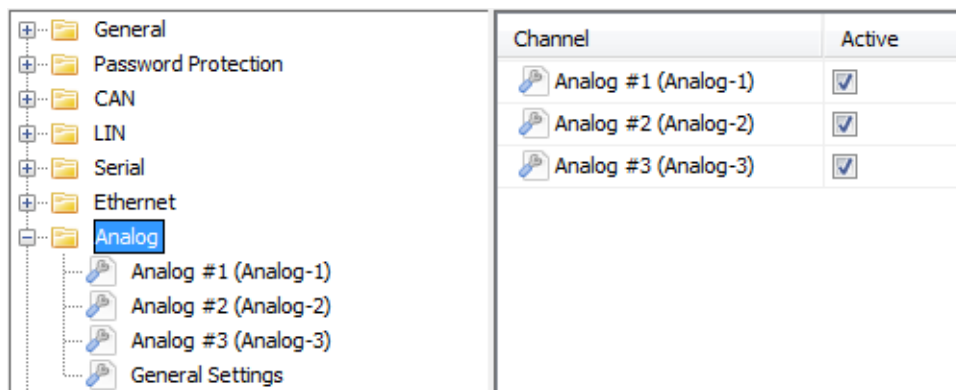 General
Password Protection
CAN
LIN
Serial
Ethernet
Analog
Analog #1 (Analog-1)
Analog #2 (Analog-2)
Analog #3 (Analog-3)
General Settings
Channel Active
Analog #1 (Analog-1)
Analog #2 (Analog-2)
Analog #3 (Analog-3)